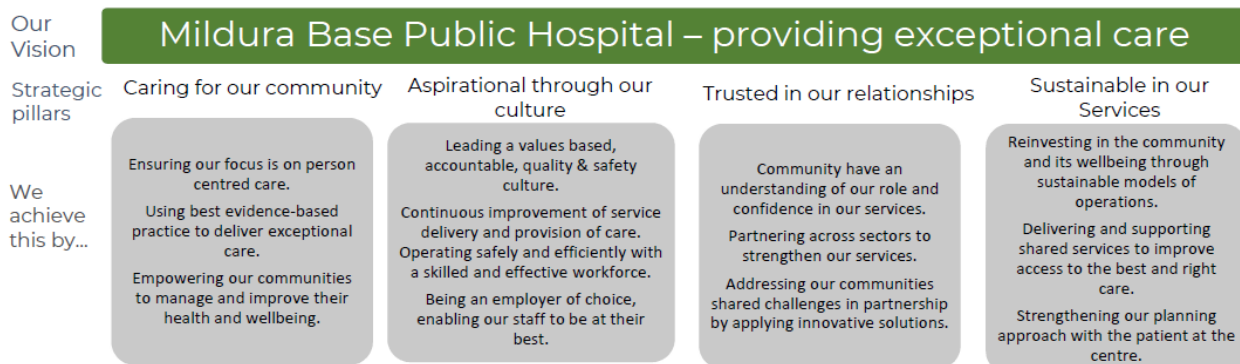 Our
Vision
Mildura Base Public Hospital – providing exceptional care
Strategic
pillars
Caring for our community
Aspirational through our
culture
Trusted in our relationships
Sustainable in our
Services
We
achieve
this by...
Ensuring our focus is on person
centred care.
Using best evidence-based
practice to deliver exceptional
care.
Empowering our communities
to manage and improve their
health and wellbeing.
Leading a values based,
accountable, quality & safety
culture.
Continuous improvement of service
delivery and provision of care.
Operating safely and efficiently with
a skilled and effective workforce.
Being an employer of choice,
enabling our staff to be at their
best.
Community have an
understanding of our role and
confidence in our services.
Partnering across sectors to
strengthen our services.
Addressing our communities
shared challenges in partnership
by applying innovative solutions.
Reinvesting in the community
and its wellbeing through
sustainable models of
operations.
Delivering and supporting
shared services to improve
access to the best and right
care.
Strengthening our planning
approach with the patient at the
centre.